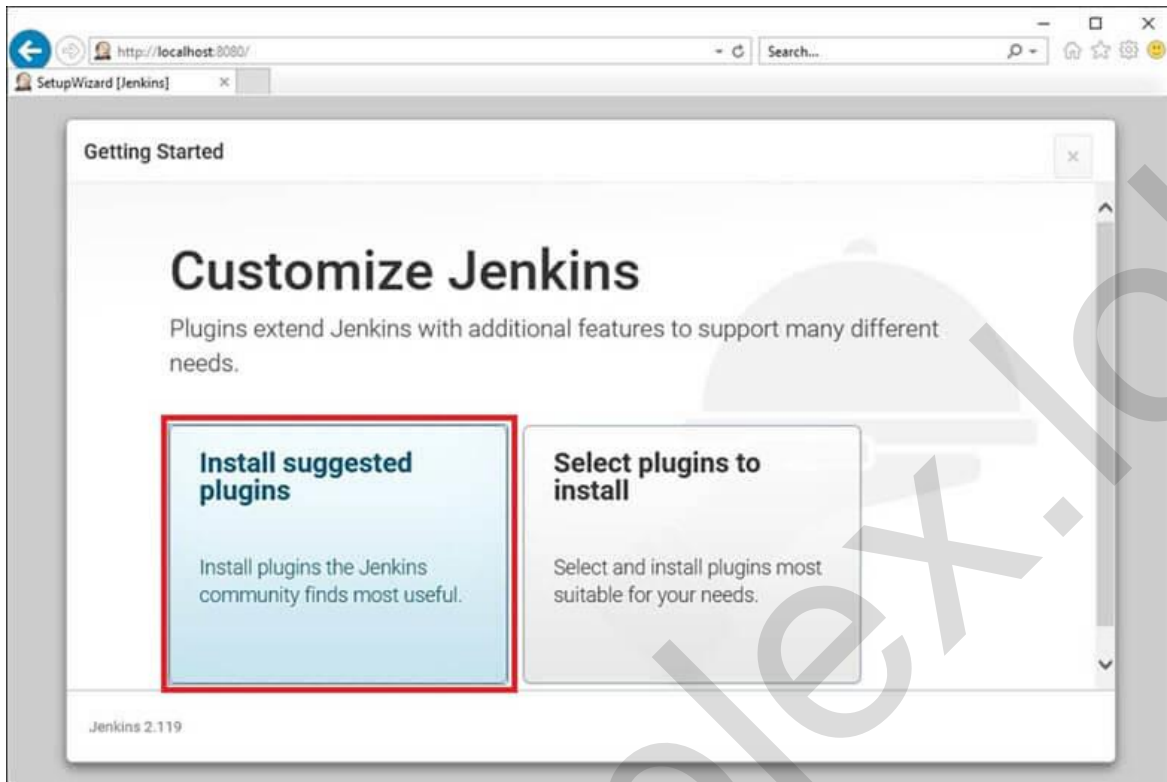 http://localhost:8080/
Search...
SetupWizard [Jenkins]
Getting Started
Customize Jenkins
Plugins extend Jenkins with additional features to support many different
needs.
Install suggested
plugins
Install plugins the Jenkins
community finds most useful.
Select plugins to
install
Select and install plugins most
suitable for your needs.
Jenkins 2.119